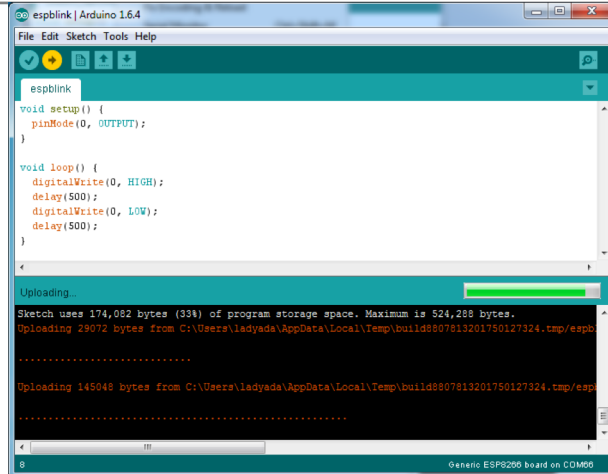 espblink | Arduino 1.6.4
File Edit Sketch Tools Help
espblink
void setup() {
  pinMode(0, OUTPUT);
}

void loop() {
  digitalWrite(0, HIGH);
  delay(500);
  digitalWrite(0, LOW);
  delay(500);
}
Uploading...
Sketch uses 174,082 bytes (33%) of program storage space. Maximum is 524,288 bytes.
Uploading 29072 bytes from C:\Users\ladyada\AppData\Local\Temp\build8807813201750127324.tmp/espbl
............................
Uploading 145048 bytes from C:\Users\ladyada\AppData\Local\Temp\build8807813201750127324.tmp/espb
.....................................................
8
Generic ESP8266 board on COM66